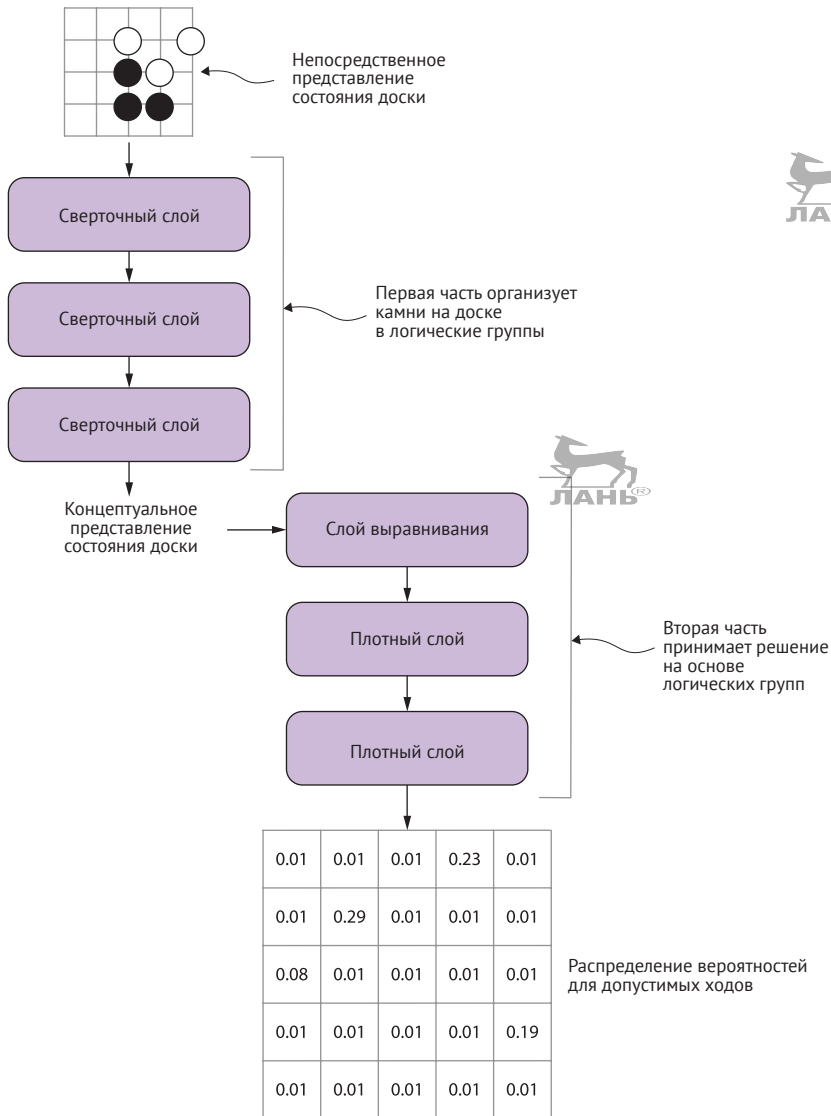 Непосредственное
представление
состояния доски
Сверточный слой
ЛА
Сверточный слой
Первая часть организует
камни на доске
в логические группы
Сверточный слой
ЛАНЬ®
Концептуальное
представление
состояния доски
Слой выравнивания
Плотный слой
Вторая часть
принимает решение
на основе
логических групп
Плотный слой
0.01 0.01 0.01 0.23 0.01
0.01 0.29 0.01 0.01 0.01
0.08 0.01 0.01 0.01 0.01
Распределение вероятностей
для допустимых ходов
0.01 0.01 0.01 0.01 0.19
0.01 0.01 0.01 0.01 0.01